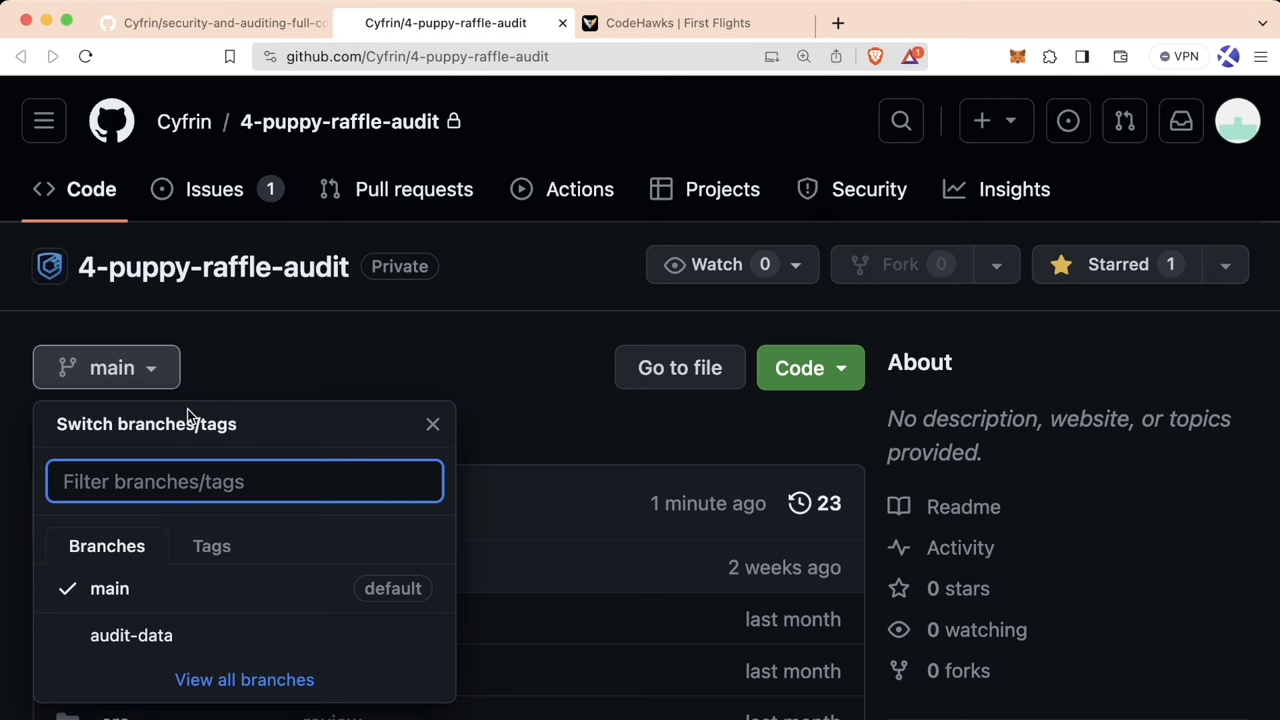 Cyfrin/security-and-auditing-full-co
Cyfrin/4-puppy-raffle-audit
CodeHawks | First Flights
github.com/Cyfrin/4-puppy-raffle-audit
1
VPN
Cyfrin / 4-puppy-raffle-audit
Code
Issues 1
Pull requests
Actions
Projects
Security
Insights
4-puppy-raffle-audit Private
Watch 0
Fork 0
Starred 1
main
Go to file
Code
About
Switch branches/tags
No description, website, or topics
provided.
Filter branches/tags
1 minute ago 23
Readme
Branches
Tags
Activity
2 weeks ago
main default
0 stars
last month
audit-data
0 watching
last month
0 forks
View all branches